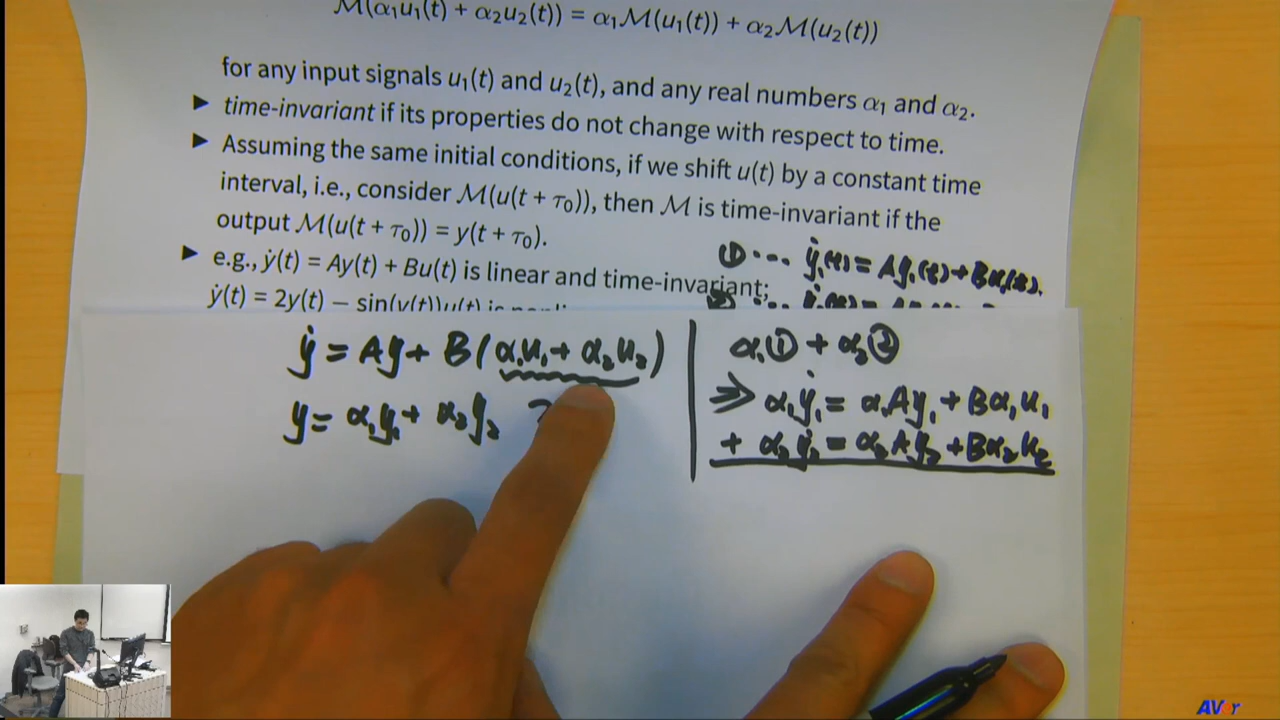 M(α₁u₁(t) + α₂u₂(t)) = α₁M(u₁(t)) + α₂M(u₂(t))
for any input signals u₁(t) and u₂(t), and any real numbers α₁ and α₂.
► time-invariant if its properties do not change with respect to time.
► Assuming the same initial conditions, if we shift u(t) by a constant time
interval, i.e., consider M(u(t + τ₀)), then M is time-invariant if the
output M(u(t + τ₀)) = y(t + τ₀).
► e.g., ẏ(t) = Ay(t) + Bu(t) is linear and time-invariant;
ẏ(t) = 2y(t) − sin(y(t))u(t) is
① ... ẏ₁(t) = Ay₁(t) + Bu₁(t).
ẏ = Ay + B(α₁u₁ + α₂u₂)
y = α₁y₁ + α₂y₂
α₁① + α₂②
⇒ α₁ẏ₁ = α₁Ay₁ + Bα₁u₁
+ α₂ẏ₂ = α₂Ay₂ + Bα₂u₂
AVer